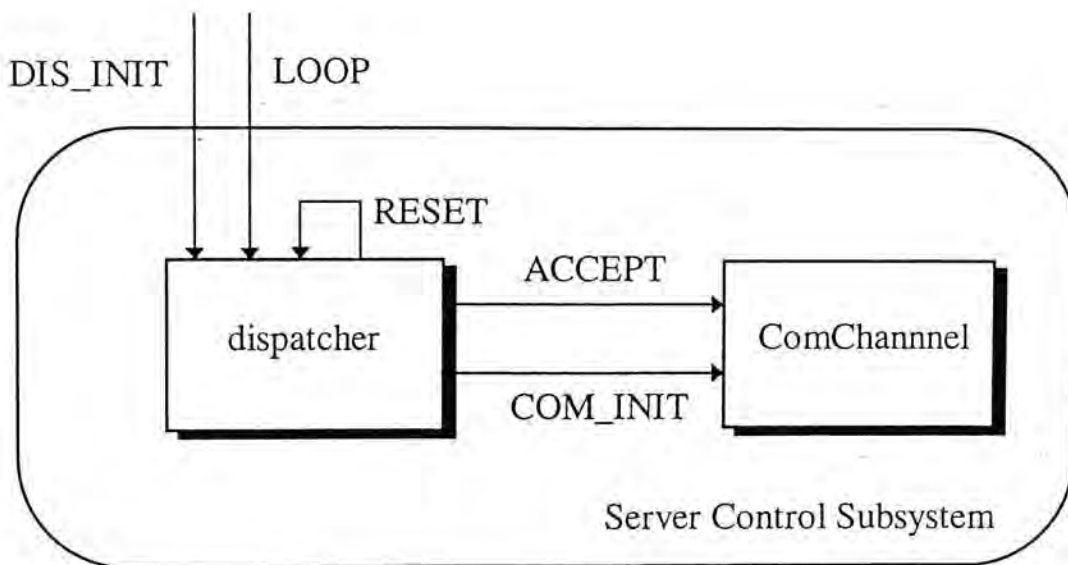 DIS_INIT
LOOP
RESET
ACCEPT
dispatcher
ComChannnel
COM_INIT
Server Control Subsystem